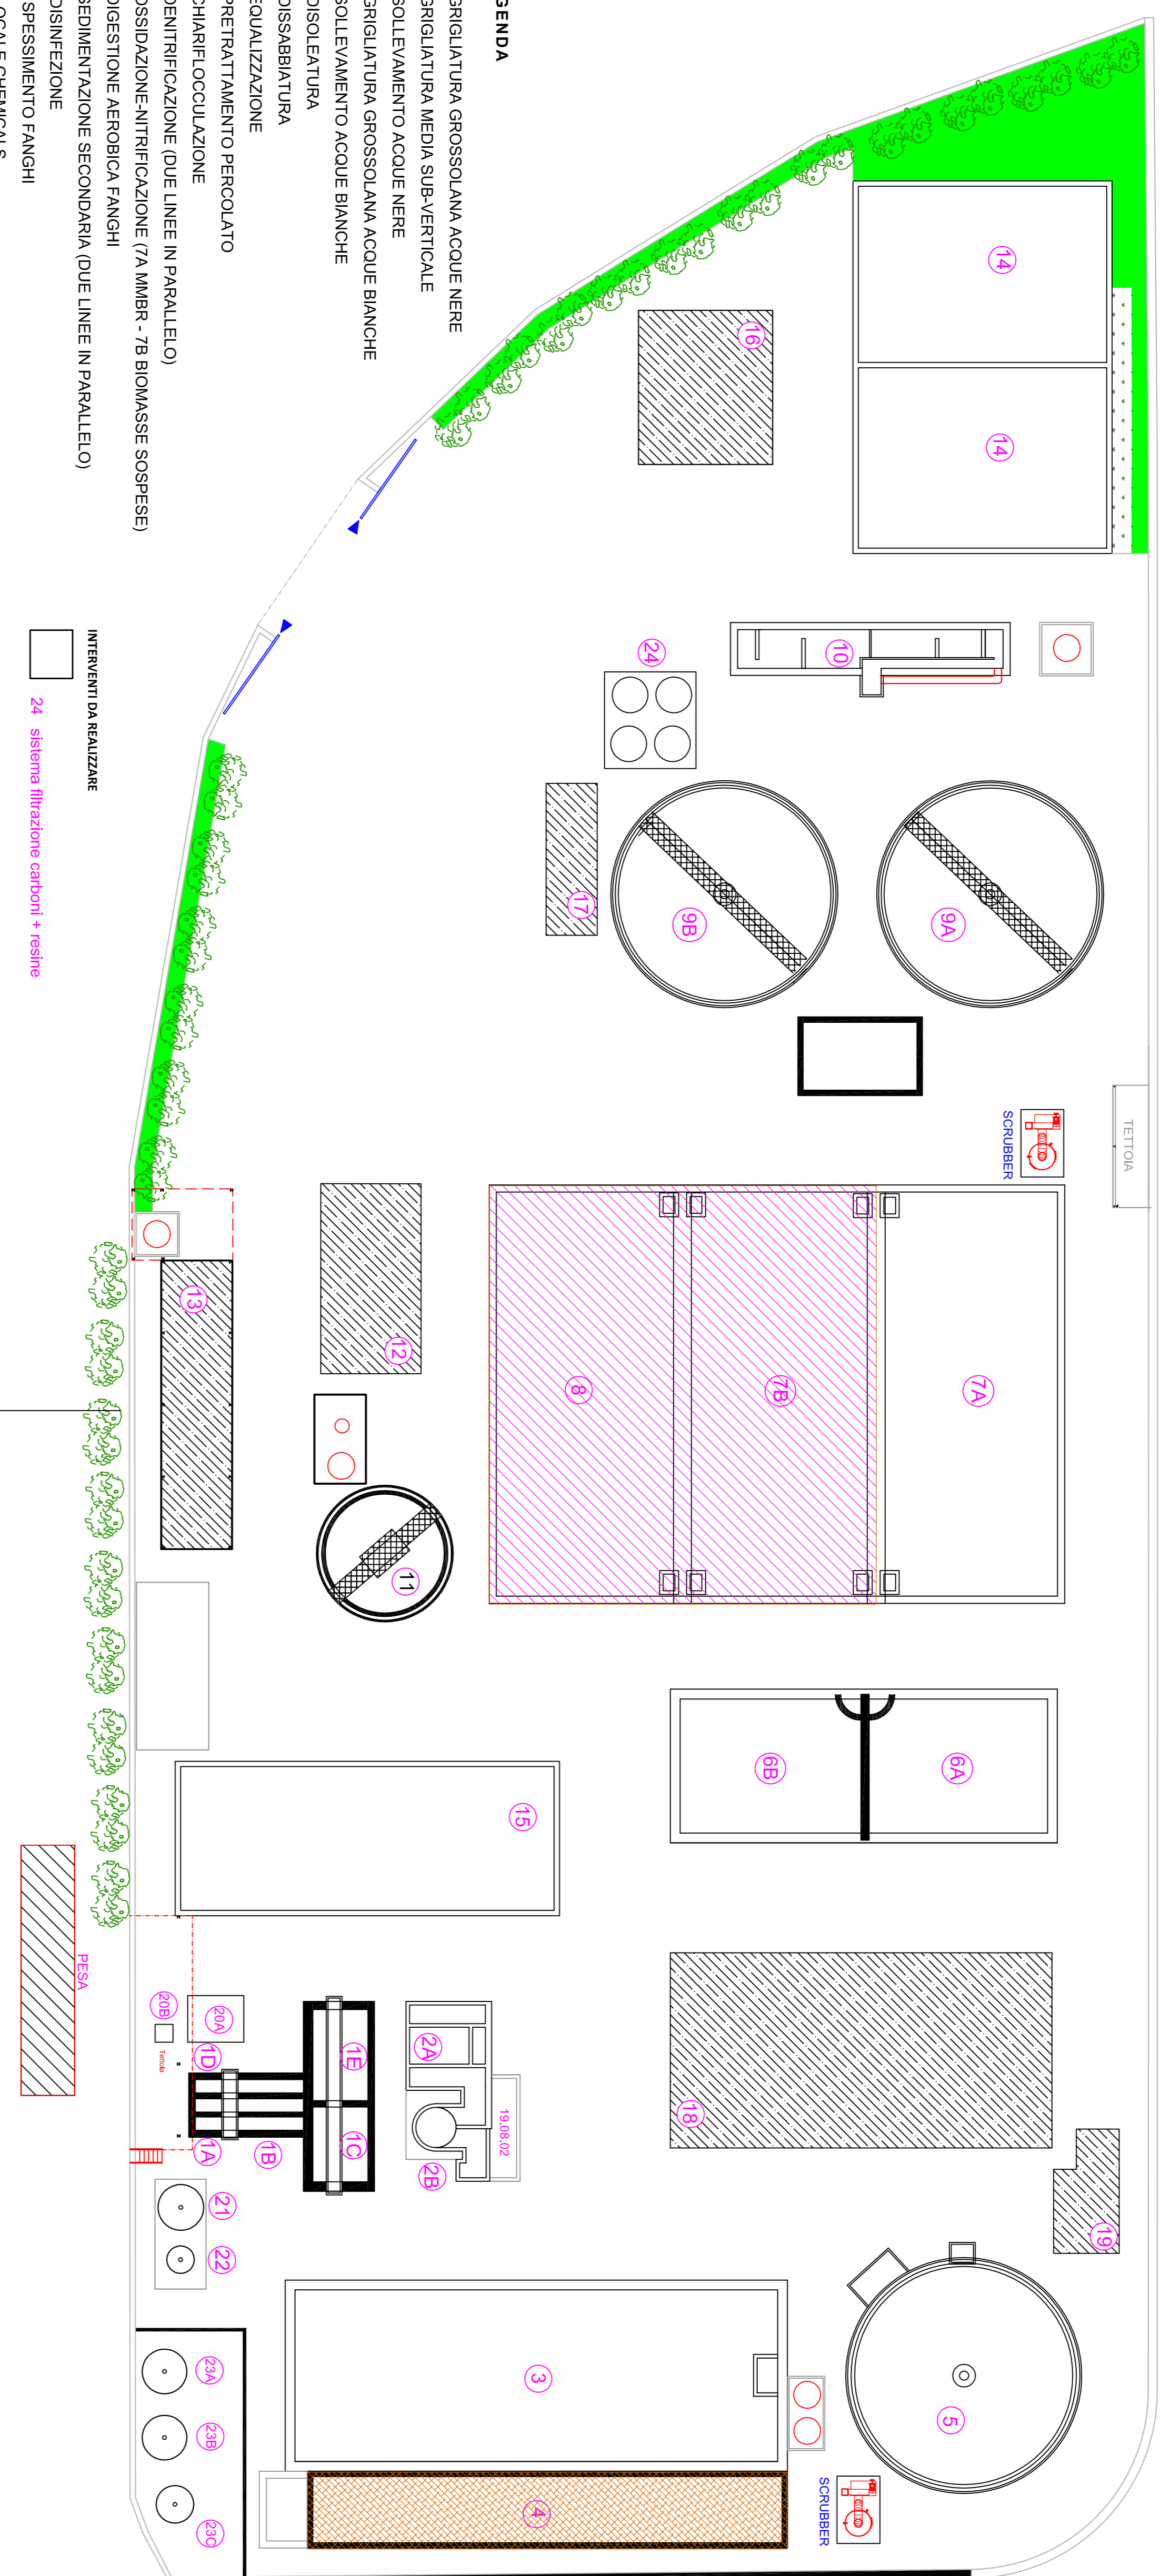 GENDA
GRIGLIATURA GROSSOLANA ACQUE NERE
GRIGLIATURA MEDIA SUB-VERTICALE
SOLLEVAMENTO ACQUE NERE
GRIGLIATURA GROSSOLANA ACQUE BIANCHE
SOLLEVAMENTO ACQUE BIANCHE
DISOLEATURA
DISSABBIATURA
EQUALIZZAZIONE
PRETRATTAMENTO PERCOLATO
CHIARIFLOCCULAZIONE
DENITRIFICAZIONE (DUE LINEE IN PARALLELO)
OSSIDAZIONE-NITRIFICAZIONE (7A MMBR - 7B BIOMASSE SOSPESE)
DIGESTIONE AEROBICA FANGHI
SEDIMENTAZIONE SECONDARIA (DUE LINEE IN PARALLELO)
DISINFEZIONE
SPESSIMENTO FANGHI
OCALE CHEMICALS
INTERVENTI DA REALIZZARE
24 sistema filtrazione carboni + resine
14
14
16
10
24
17
9A
9B
TETTOIA
SCRUBBER
7A
7B
8
12
13
11
6A
6B
15
18
19
PESA
20A
20B
Tettoia
1D
1E
1A
1B
1C
2A
2B
19.08.02
21
22
3
5
4
SCRUBBER
23A
23B
23C